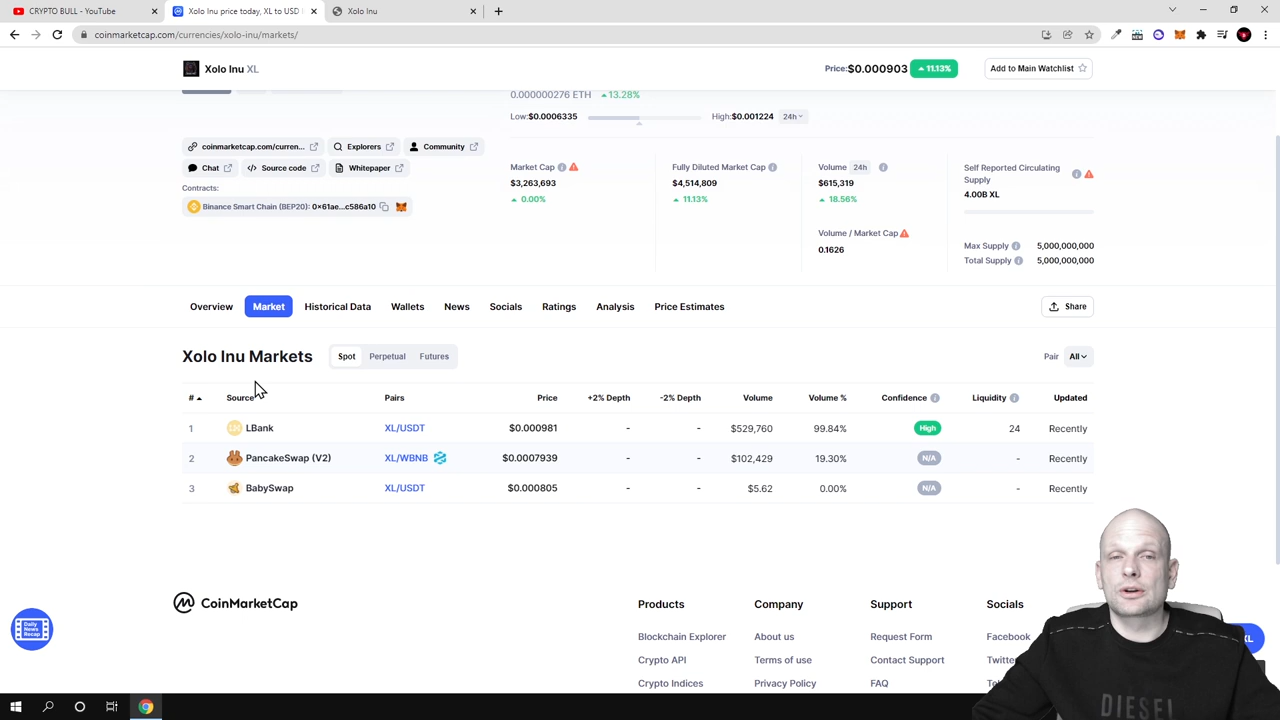 CRYPTO BULL - YouTube
Xolo Inu price today, XL to USD
Xolo Inu
coinmarketcap.com/currencies/xolo-inu/markets/
Xolo Inu XL
Price: $0.000903 11.13%
Add to Main Watchlist
0.000000276 ETH 13.28%
Low: $0.0006335 High: $0.001224 24h
coinmarketcap.com/curren... Explorers Community
Chat Source code Whitepaper
Contracts:
Binance Smart Chain (BEP20): 0x61ae...c586a10
Market Cap
$3,263,693
0.00%
Fully Diluted Market Cap
$4,514,809
11.13%
Volume 24h
$615,319
18.56%
Volume / Market Cap
0.1626
Self Reported Circulating
Supply
4.00B XL
Max Supply 5,000,000,000
Total Supply 5,000,000,000
Overview Market Historical Data Wallets News Socials Ratings Analysis Price Estimates Share
Xolo Inu Markets Spot Perpetual Futures Pair All
# Source Pairs Price +2% Depth -2% Depth Volume Volume % Confidence Liquidity Updated
1 LBank XL/USDT $0.000981 - - $529,760 99.84% High 24 Recently
2 PancakeSwap (V2) XL/WBNB $0.0007939 - - $102,429 19.30% N/A - Recently
3 BabySwap XL/USDT $0.000805 - - $5.62 0.00% N/A - Recently
CoinMarketCap
Products Company Support Socials
Blockchain Explorer About us Request Form Facebook
Crypto API Terms of use Contact Support
Crypto Indices Privacy Policy FAQ
Daily
News
Recap
XL
DIESEL